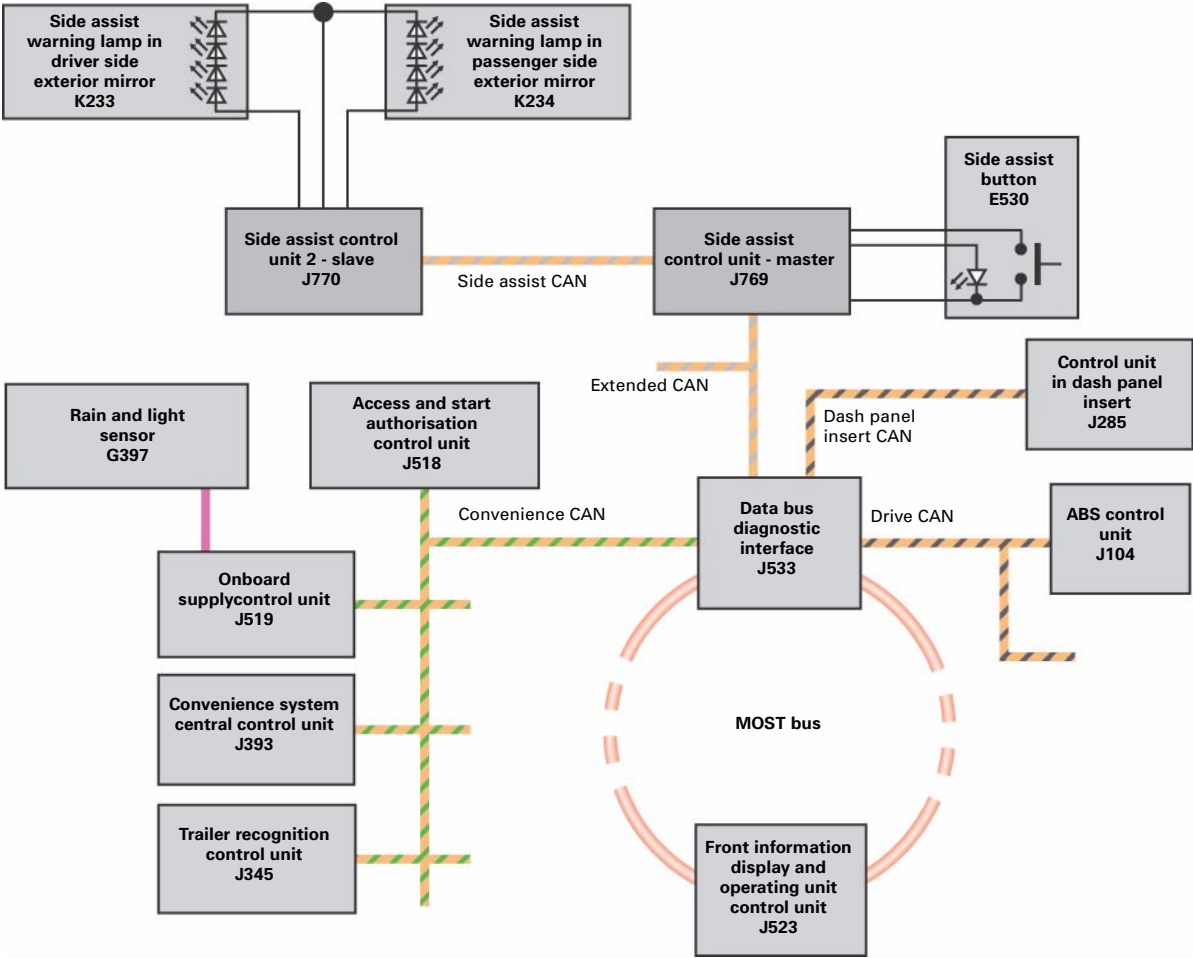 Side assist
warning lamp in
driver side
exterior mirror
K233
Side assist
warning lamp in
passenger side
exterior mirror
K234
Side assist
button
E530
Side assist control
unit 2 - slave
J770
Side assist CAN
Side assist
control unit - master
J769
Extended CAN
Control unit
in dash panel
insert
J285
Dash panel
insert CAN
Rain and light
sensor
G397
Access and start
authorisation
control unit
J518
Convenience CAN
Data bus
diagnostic
interface
J533
Drive CAN
ABS control
unit
J104
Onboard
supplycontrol unit
J519
Convenience system
central control unit
J393
MOST bus
Trailer recognition
control unit
J345
Front information
display and
operating unit
control unit
J523